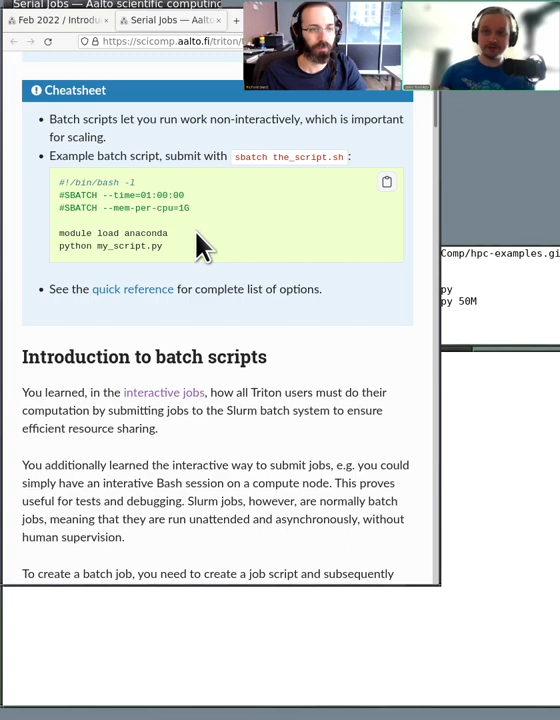 Serial Jobs — Aalto scientific computing
Feb 2022 / Introdu
Serial Jobs — Aalto
https://scicomp.aalto.fi/triton/t
Cheatsheet
• Batch scripts let you run work non-interactively, which is important
for scaling.
• Example batch script, submit with sbatch the_script.sh:
#!/bin/bash -l
#SBATCH --time=01:00:00
#SBATCH --mem-per-cpu=1G
module load anaconda
python my_script.py
• See the quick reference for complete list of options.
Comp/hpc-examples.gi
py
py 50M
Introduction to batch scripts
You learned, in the interactive jobs, how all Triton users must do their
computation by submitting jobs to the Slurm batch system to ensure
efficient resource sharing.
You additionally learned the interactive way to submit jobs, e.g. you could
simply have an interative Bash session on a compute node. This proves
useful for tests and debugging. Slurm jobs, however, are normally batch
jobs, meaning that they are run unattended and asynchronously, without
human supervision.
To create a batch job, you need to create a job script and subsequently